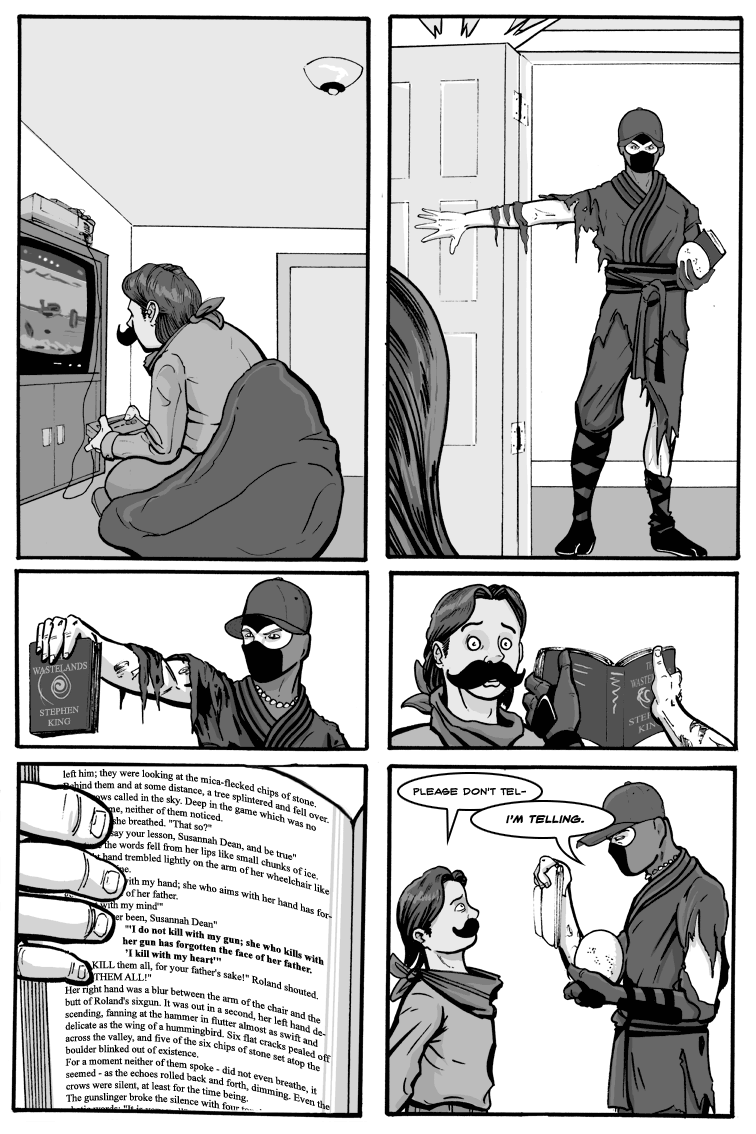 WASTELANDS
STEPHEN
KING
TH
WASTE
STEP
K
left him; they were looking at the mica-flecked chips of stone.
Behind them and at some distance, a tree splintered and fell over.
ows called in the sky. Deep in the game which was no
me, neither of them noticed.
she breathed. "That so?"
say your lesson, Susannah Dean, and be true"
the words fell from her lips like small chunks of ice.
hand trembled lightly on the arm of her wheelchair like
ine.
with my hand; she who aims with her hand has for-
of her father.
with my mind'"
er been, Susannah Dean"
"'I do not kill with my gun; she who kills with
her gun has forgotten the face of her father.
'I kill with my heart'"
KILL them all, for your father's sake!" Roland shouted.
THEM ALL!"
Her right hand was a blur between the arm of the chair and the
butt of Roland's sixgun. It was out in a second, her left hand de-
scending, fanning at the hammer in flutter almost as swift and
delicate as the wing of a hummingbird. Six flat cracks pealed off
across the valley, and five of the six chips of stone set atop the
boulder blinked out of existence.
For a moment neither of them spoke - did not even breathe, it
seemed - as the echoes rolled back and forth, dimming. Even the
crows were silent, at least for the time being.
The gunslinger broke the silence with four
PLEASE DON'T TEL-
I'M TELLING.